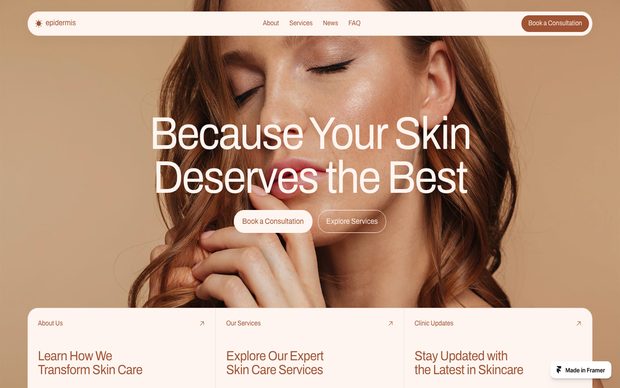 epidermis
About
Services
News
FAQ
Book a Consultation
Because Your Skin
Deserves the Best
Book a Consultation
Explore Services
About Us
Our Services
Clinic Updates
Learn How We
Transform Skin Care
Explore Our Expert
Skin Care Services
Stay Updated with
the Latest in Skincare
Made in Framer